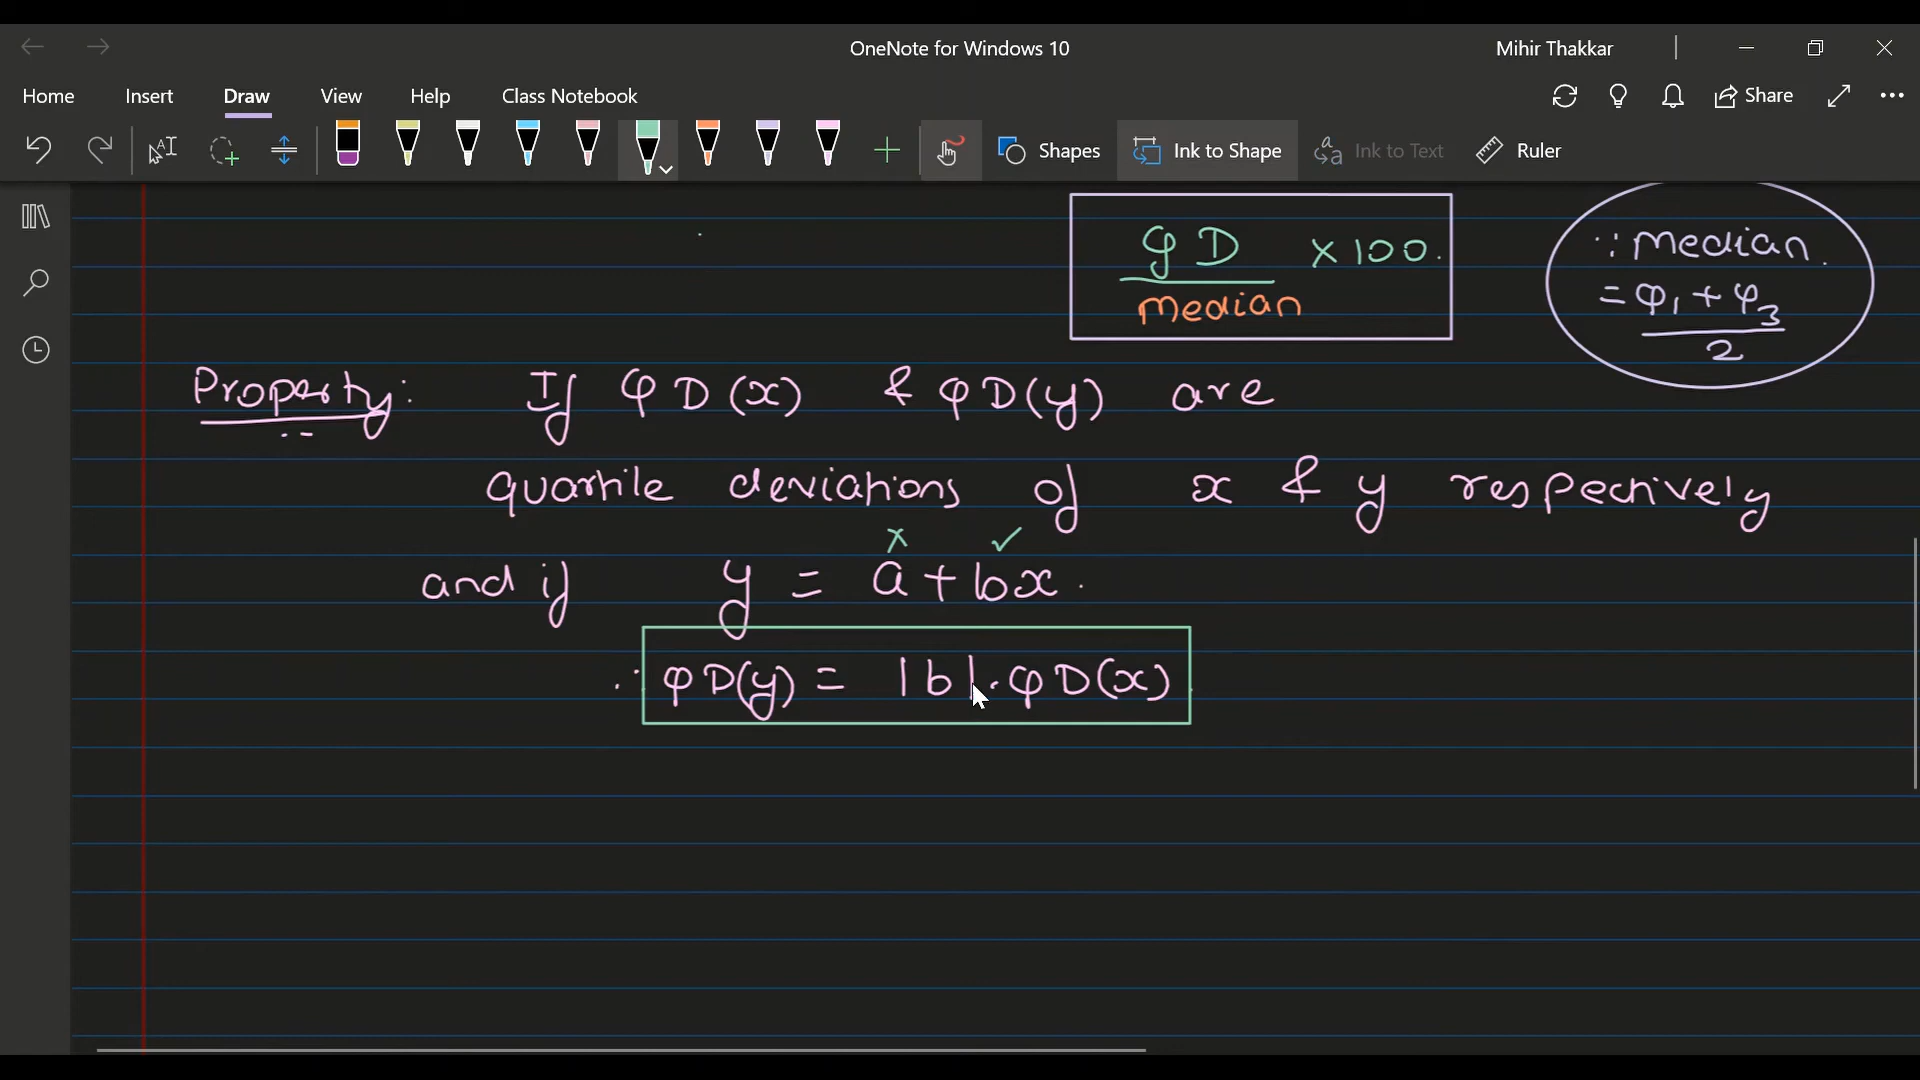 OneNote for Windows 10
Mihir Thakkar
Home Insert Draw View Help Class Notebook Share
Shapes Ink to Shape Ink to Text Ruler
QD × 100.
median
∵ median.
= Q₁ + Q₃
2
Property: If QD(x) & QD(y) are
quartile deviations of x & y respectively
x ✓
and if y = a + bx.
∴ QD(y) = |b|. QD(x)